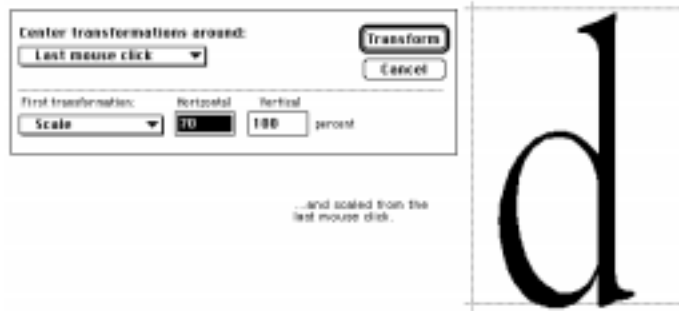 Center transformations around:
Last mouse click
Transform
Cancel
First transformation: Horizontal Vertical
Scale 70 100 percent
...and scaled from the
last mouse click.
d